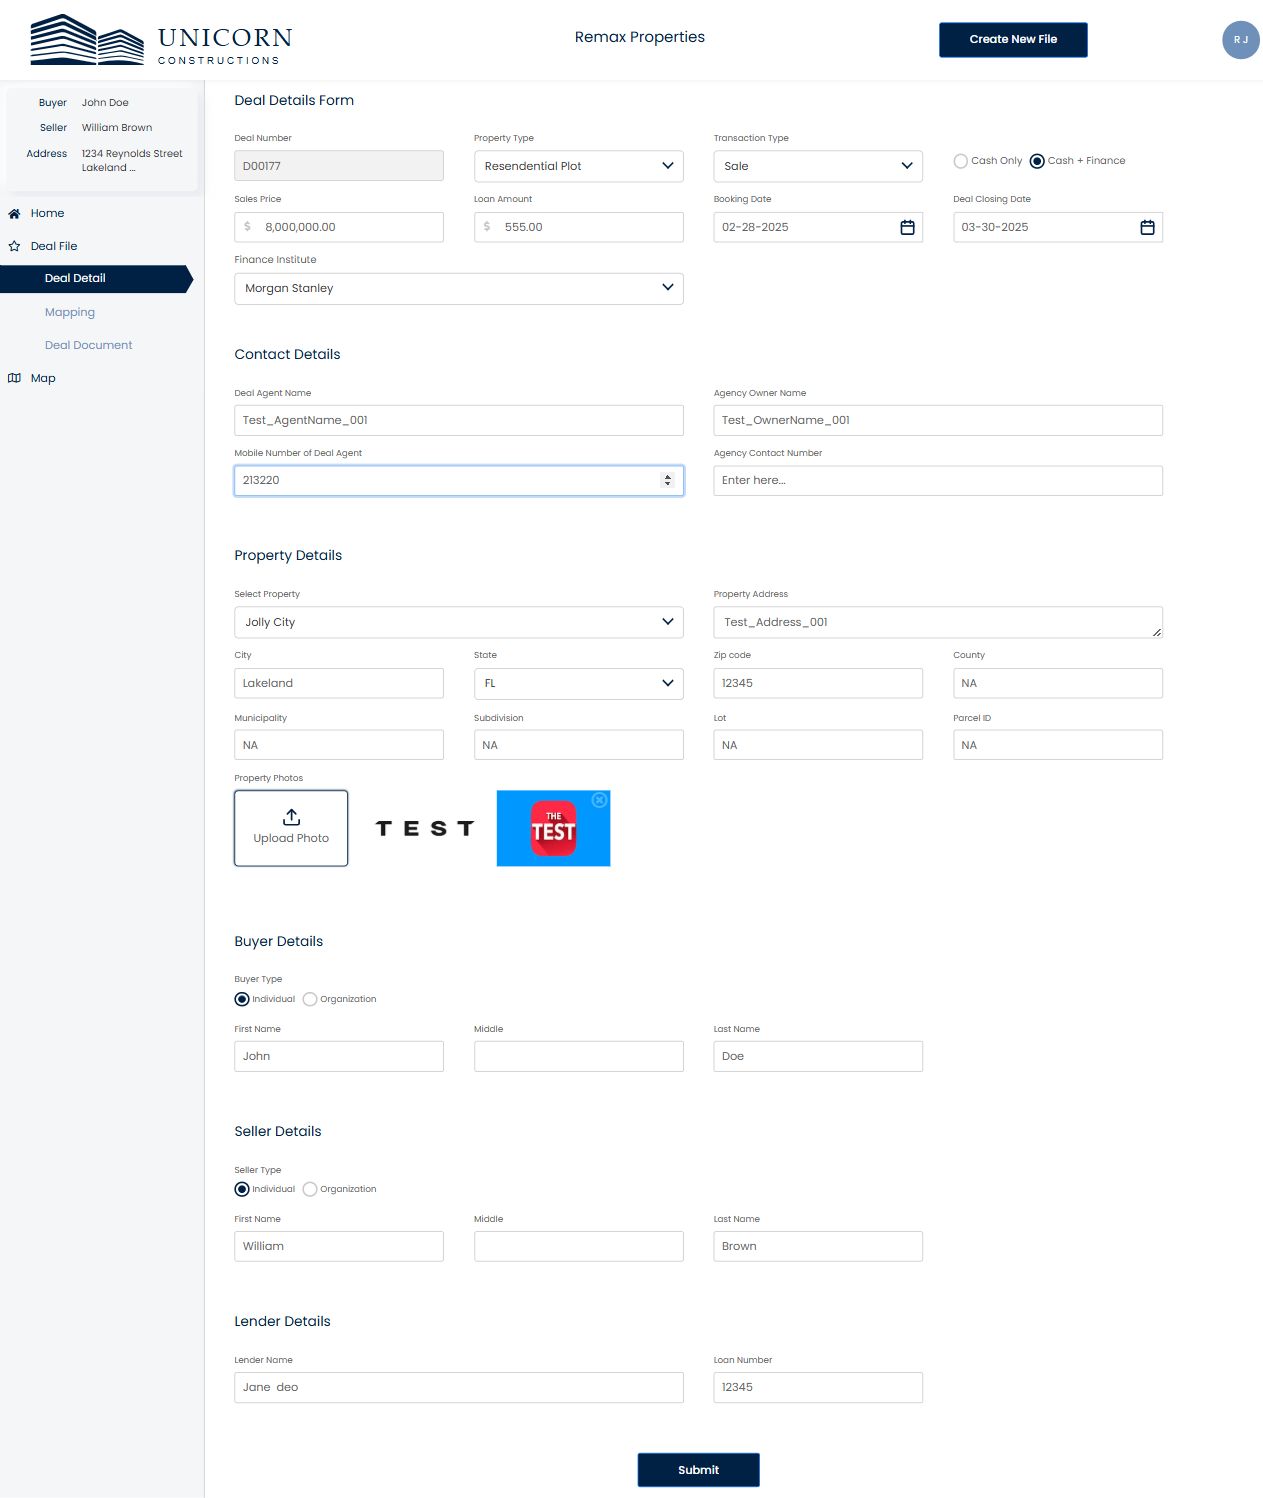 UNICORN
CONSTRUCTIONS
Remax Properties
Create New File
R J
Buyer John Doe
Seller William Brown
Address 1234 Reynolds Street
Lakeland ...
Home
Deal File
Deal Detail
Mapping
Deal Document
Map
Deal Details Form
Deal Number Property Type Transaction Type
D00177 Resendential Plot Sale Cash Only Cash + Finance
Sales Price Loan Amount Booking Date Deal Closing Date
$ 8,000,000.00 $ 555.00 02-28-2025 03-30-2025
Finance Institute
Morgan Stanley
Contact Details
Deal Agent Name Agency Owner Name
Test_AgentName_001 Test_OwnerName_001
Mobile Number of Deal Agent Agency Contact Number
213220 Enter here...
Property Details
Select Property Property Address
Jolly City Test_Address_001
City State Zip code County
Lakeland FL 12345 NA
Municipality Subdivision Lot Parcel ID
NA NA NA NA
Property Photos
Upload Photo
TEST
THE
TEST
Buyer Details
Buyer Type
Individual Organization
First Name Middle Last Name
John Doe
Seller Details
Seller Type
Individual Organization
First Name Middle Last Name
William Brown
Lender Details
Lender Name Loan Number
Jane deo 12345
Submit